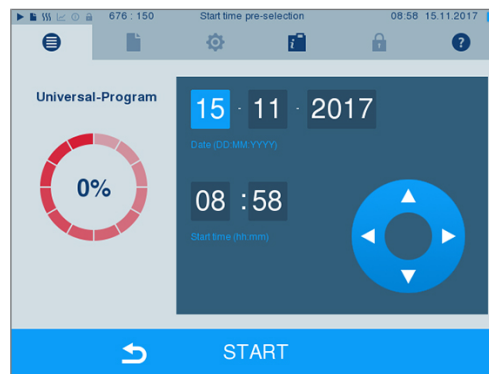 676 : 150 Start time pre-selection 08:58 15.11.2017
i ?
Universal-Program
15 . 11 . 2017
Date (DD:MM:YYYY)
0%
08 : 58
Start time (hh:mm)
START